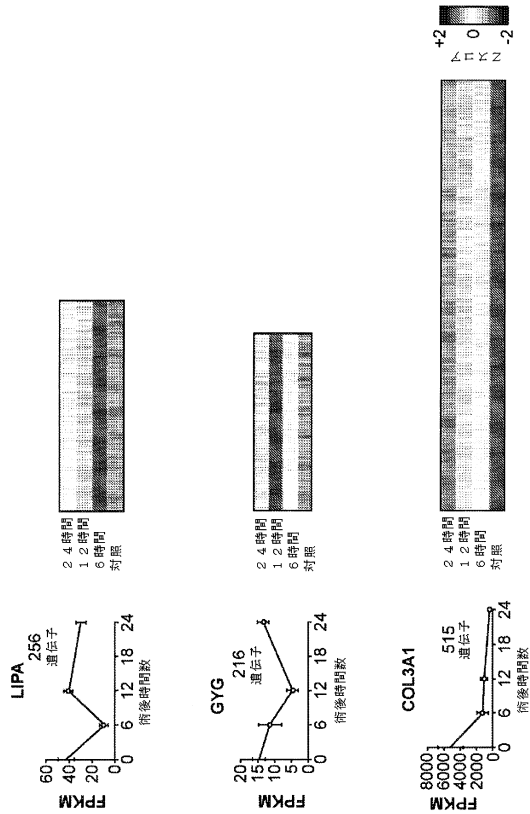 LIPA
256
遺伝子
FPKM
60
40
20
0
0 6 12 18 24
術後時間数
24時間
12時間
6時間
対照
GYG
216
遺伝子
FPKM
20
15
10
5
0
0 6 12 18 24
術後時間数
24時間
12時間
6時間
対照
COL3A1
515
遺伝子
FPKM
8000
6000
4000
2000
0
0 6 12 18 24
術後時間数
24時間
12時間
6時間
対照
+2
0
-2
Zスコア